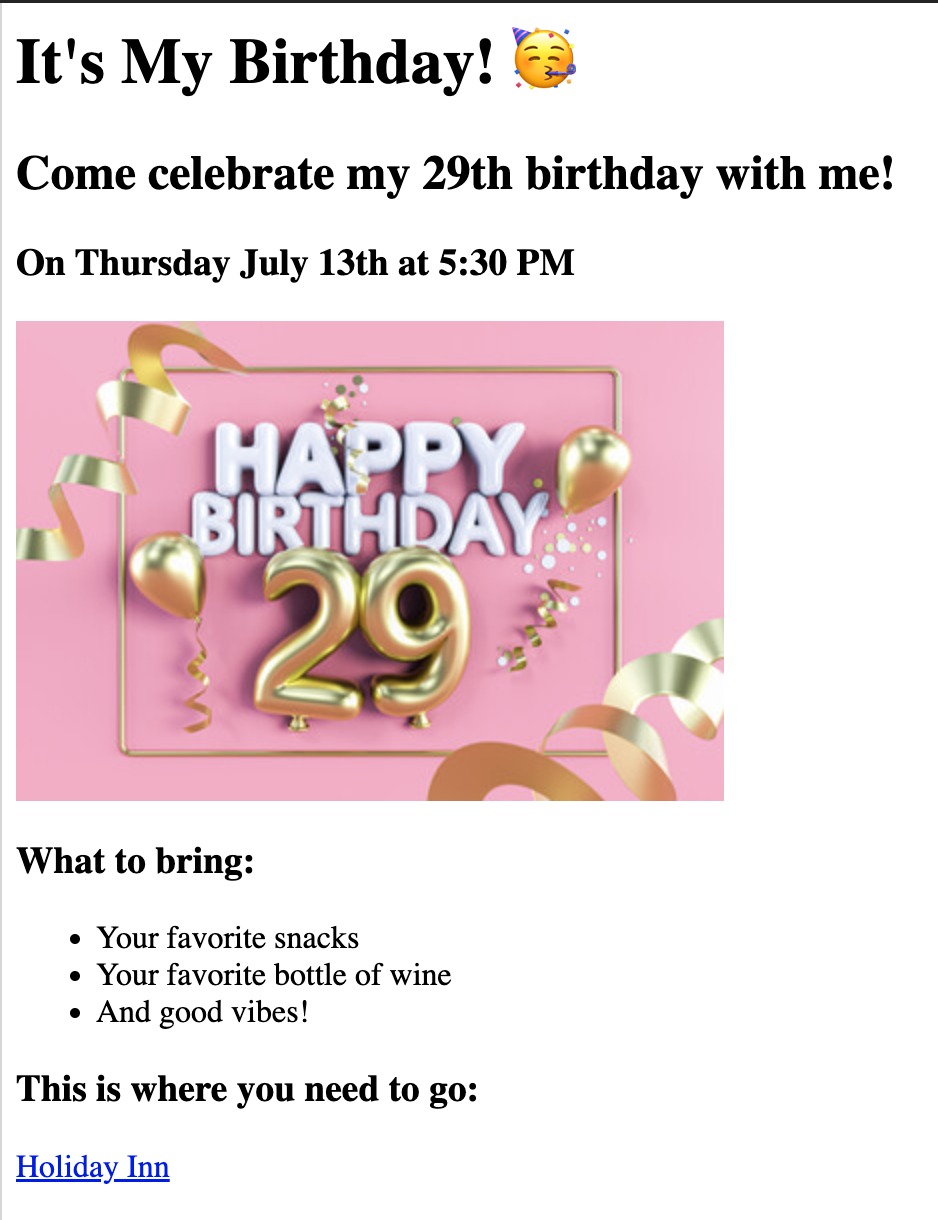 It's My Birthday! 🥳
Come celebrate my 29th birthday with me!
On Thursday July 13th at 5:30 PM
HAPPY
BIRTHDAY
29
What to bring:
Your favorite snacks
Your favorite bottle of wine
And good vibes!
This is where you need to go:
Holiday Inn